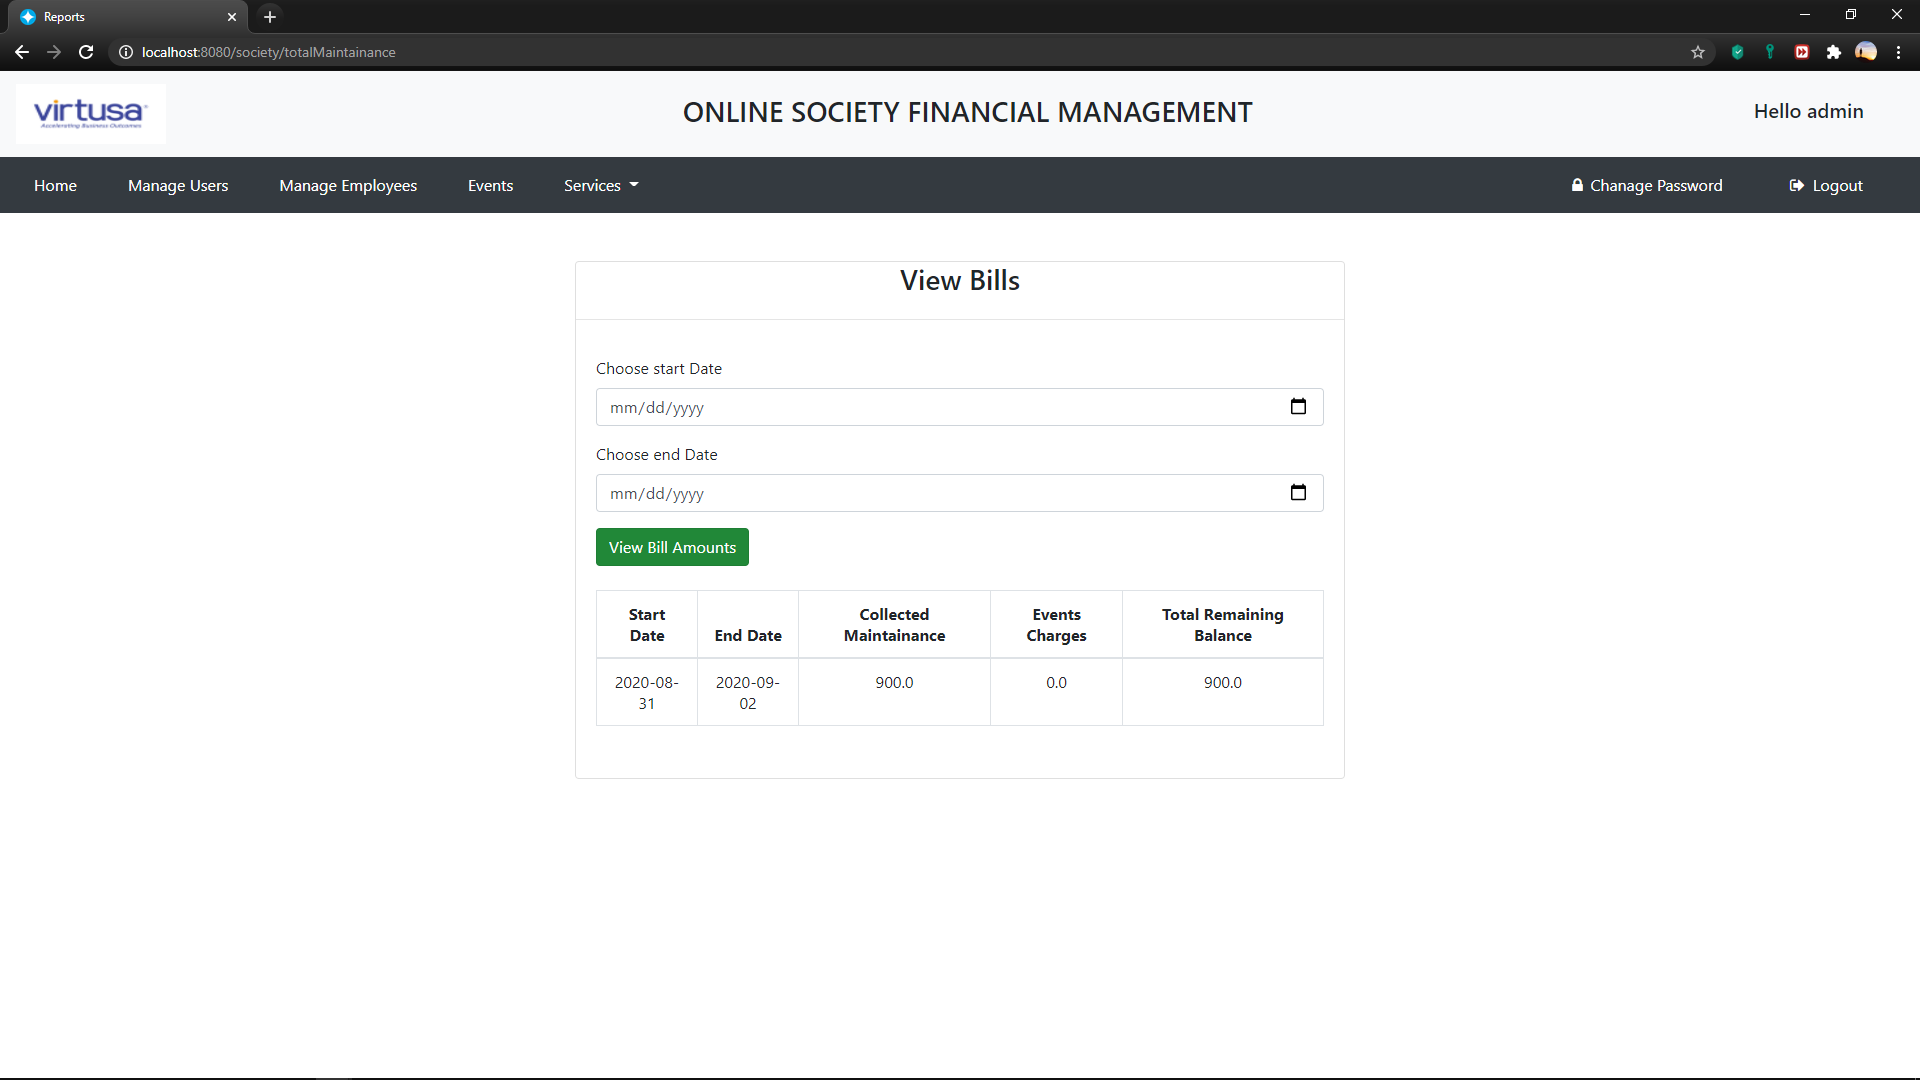 Reports
localhost:8080/society/totalMaintainance
virtusa
Accelerating Business Outcomes
ONLINE SOCIETY FINANCIAL MANAGEMENT
Hello admin
Home Manage Users Manage Employees Events Services Chanage Password Logout
View Bills
Choose start Date
mm/dd/yyyy
Choose end Date
mm/dd/yyyy
View Bill Amounts
Start Date End Date Collected Maintainance Events Charges Total Remaining Balance
2020-08-31 2020-09-02 900.0 0.0 900.0